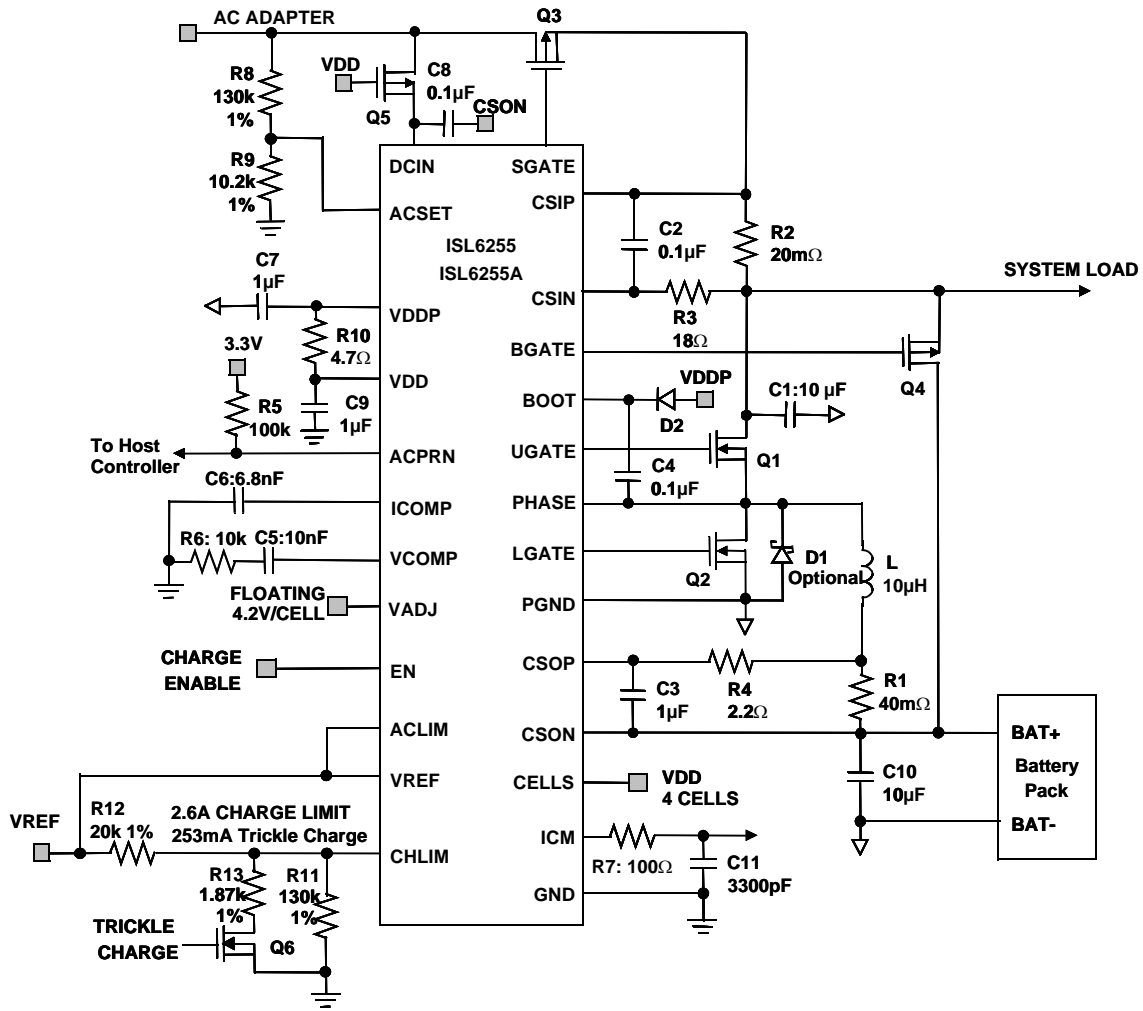 AC ADAPTER
Q3
R8
130k
1%
VDD
Q5
C8
0.1µF
CSON
R9
10.2k
1%
DCIN
SGATE
ACSET
CSIP
ISL6255
ISL6255A
C2
0.1µF
R2
20mΩ
SYSTEM LOAD
C7
1µF
VDDP
CSIN
R3
18Ω
R10
4.7Ω
3.3V
BGATE
Q4
VDD
R5
100k
C9
1µF
BOOT
VDDP
D2
C1:10 µF
To Host
Controller
ACPRN
UGATE
Q1
C4
0.1µF
C6:6.8nF
ICOMP
PHASE
R6: 10k
C5:10nF
VCOMP
LGATE
Q2
D1
Optional
L
10µH
FLOATING
4.2V/CELL
VADJ
PGND
CHARGE
ENABLE
EN
CSOP
C3
1µF
R4
2.2Ω
R1
40mΩ
ACLIM
CSON
BAT+
Battery
Pack
BAT-
VREF
CELLS
VDD
4 CELLS
C10
10µF
VREF
R12
20k 1%
2.6A CHARGE LIMIT
253mA Trickle Charge
CHLIM
ICM
R7: 100Ω
C11
3300pF
R13
1.87k
1%
R11
130k
1%
GND
TRICKLE
CHARGE
Q6